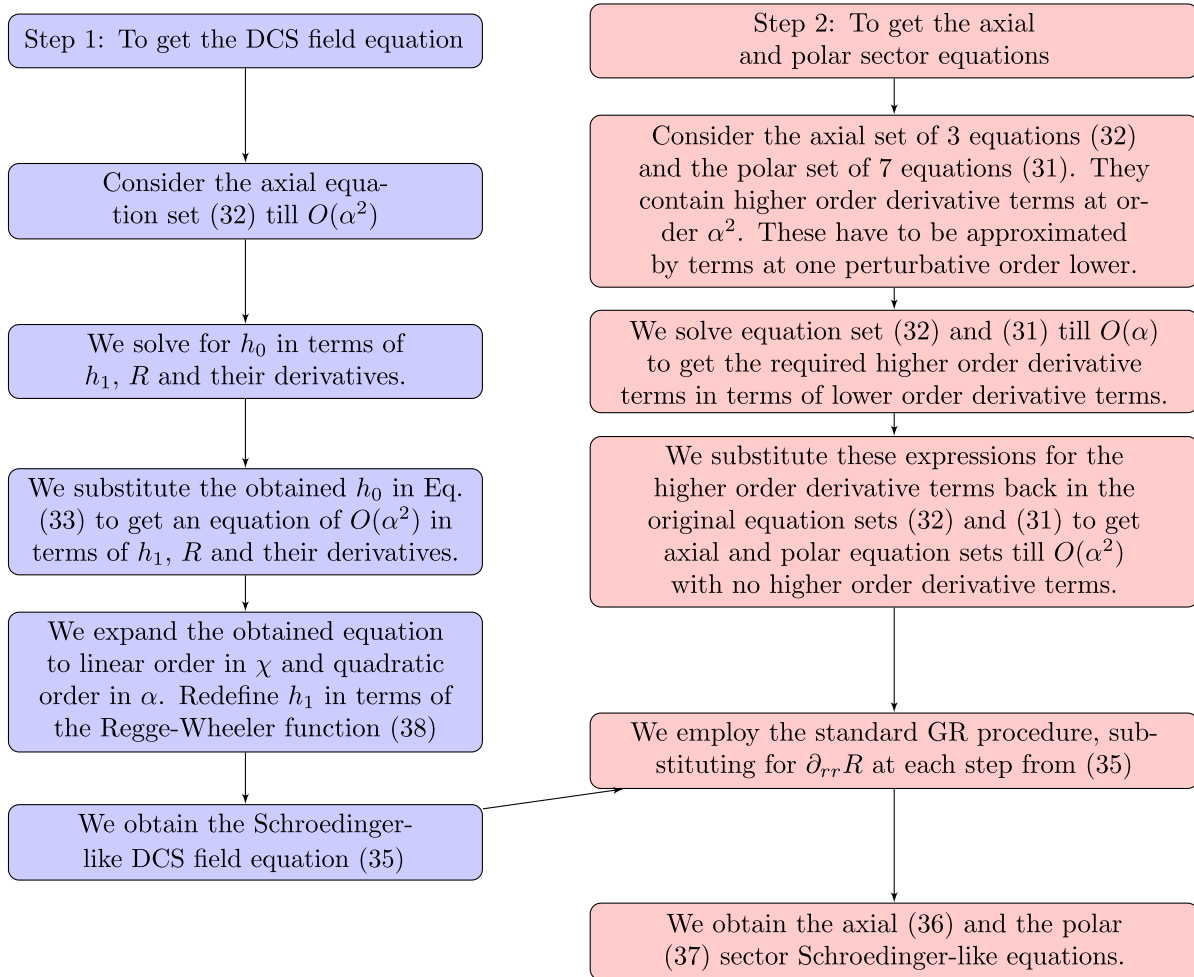 Step 1: To get the DCS field equation
Consider the axial equa-
tion set (32) till O(α²)
We solve for h₀ in terms of
h₁, R and their derivatives.
We substitute the obtained h₀ in Eq.
(33) to get an equation of O(α²) in
terms of h₁, R and their derivatives.
We expand the obtained equation
to linear order in χ and quadratic
order in α. Redefine h₁ in terms of
the Regge-Wheeler function (38)
We obtain the Schroedinger-
like DCS field equation (35)
Step 2: To get the axial
and polar sector equations
Consider the axial set of 3 equations (32)
and the polar set of 7 equations (31). They
contain higher order derivative terms at or-
der α². These have to be approximated
by terms at one perturbative order lower.
We solve equation set (32) and (31) till O(α)
to get the required higher order derivative
terms in terms of lower order derivative terms.
We substitute these expressions for the
higher order derivative terms back in the
original equation sets (32) and (31) to get
axial and polar equation sets till O(α²)
with no higher order derivative terms.
We employ the standard GR procedure, sub-
stituting for ∂ᵣᵣR at each step from (35)
We obtain the axial (36) and the polar
(37) sector Schroedinger-like equations.